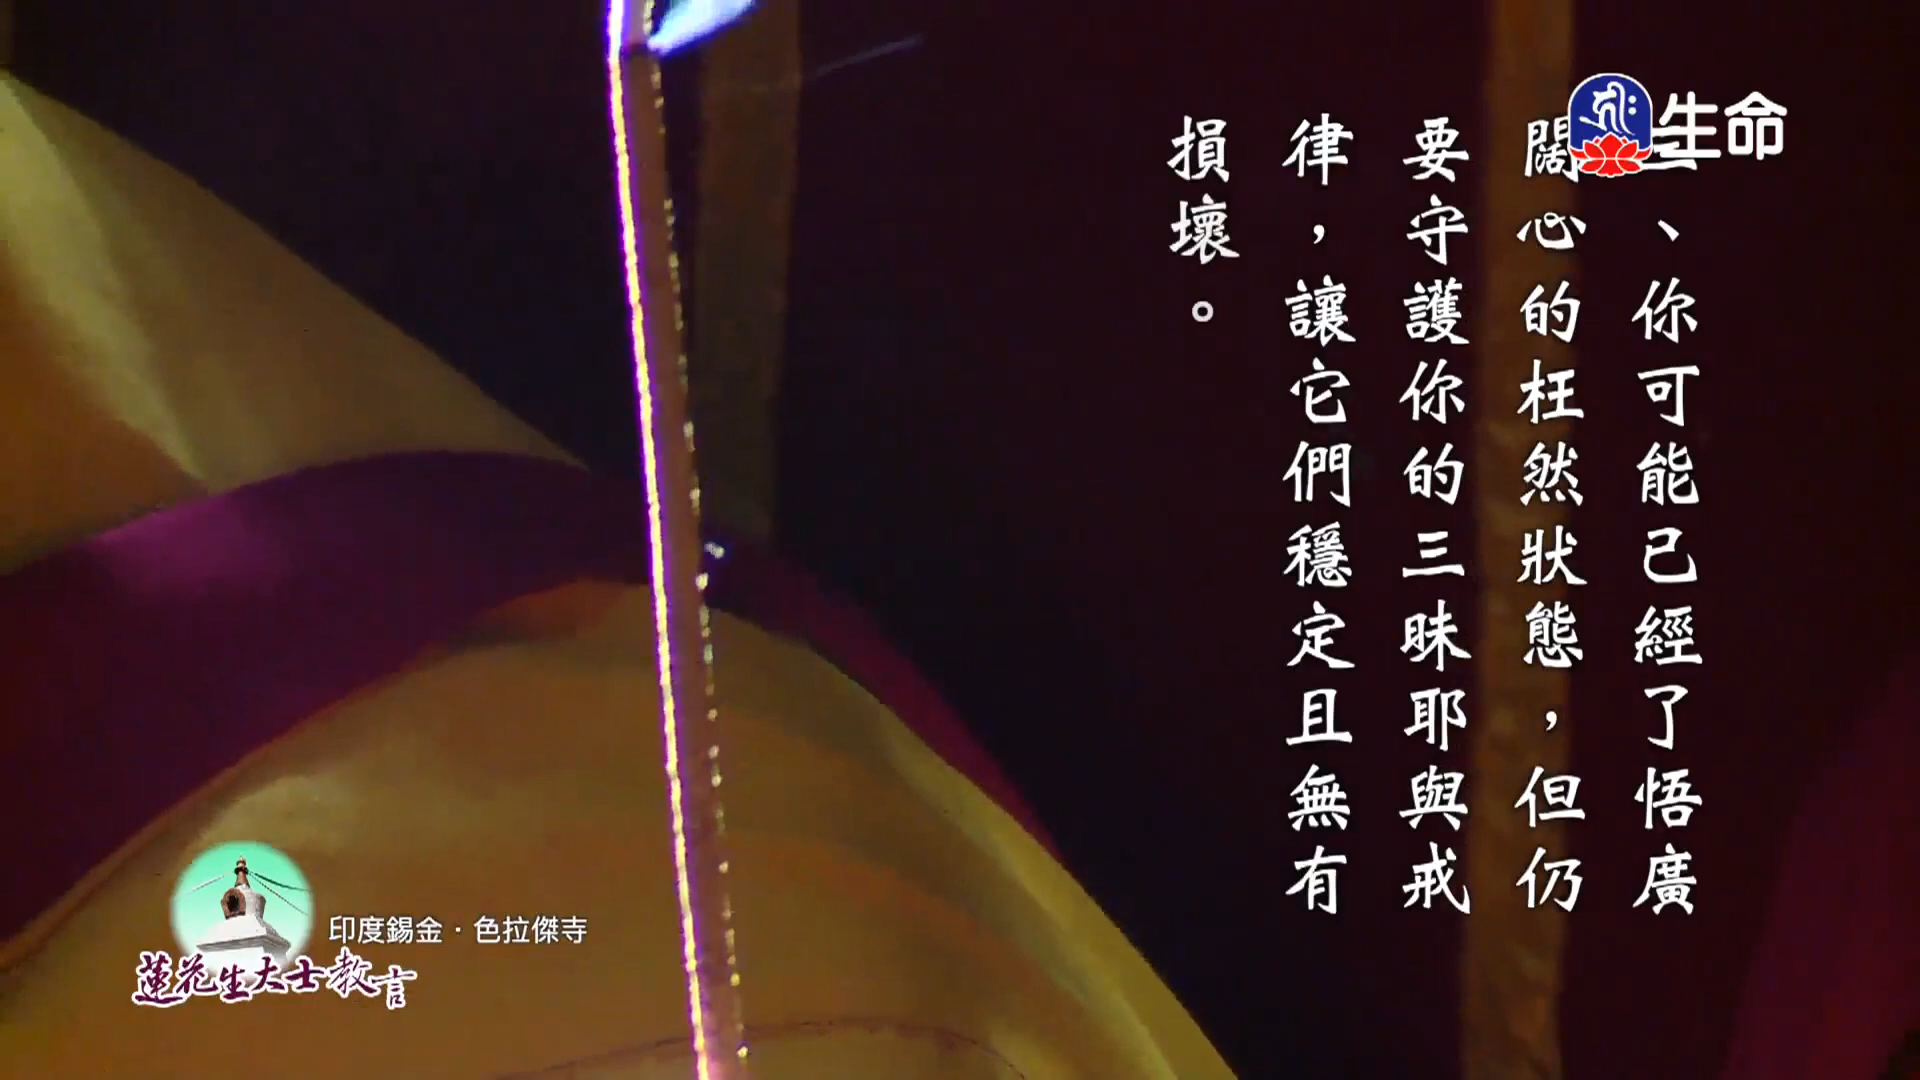 、你可能已經了悟廣
闊心的枉然狀態，但仍
要守護你的三昧耶與戒
律，讓它們穩定且無有
損壞。
生命
印度錫金·色拉傑寺
蓮花生大士教言